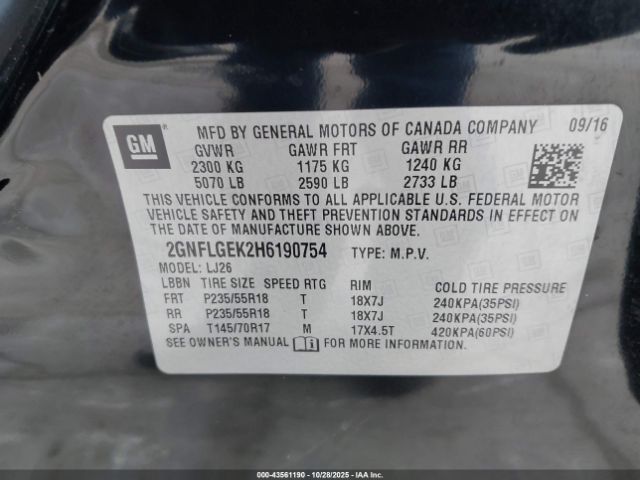 GM
MFD BY GENERAL MOTORS OF CANADA COMPANY 09/16
GVWR GAWR FRT GAWR RR
2300 KG 1175 KG 1240 KG
5070 LB 2590 LB 2733 LB
THIS VEHICLE CONFORMS TO ALL APPLICABLE U.S. FEDERAL MOTOR
VEHICLE SAFETY AND THEFT PREVENTION STANDARDS IN EFFECT ON
THE DATE OF MANUFACTURE SHOWN ABOVE.
2GNFLGEK2H6190754 TYPE: M.P.V.
MODEL: LJ26
LBBN TIRE SIZE SPEED RTG RIM COLD TIRE PRESSURE
FRT P235/55R18 T 18X7J 240KPA(35PSI)
RR P235/55R18 T 18X7J 240KPA(35PSI)
SPA T145/70R17 M 17X4.5T 420KPA(60PSI)
SEE OWNER'S MANUAL FOR MORE INFORMATION.
000-43561190 - 10/28/2025 - IAAI.COM